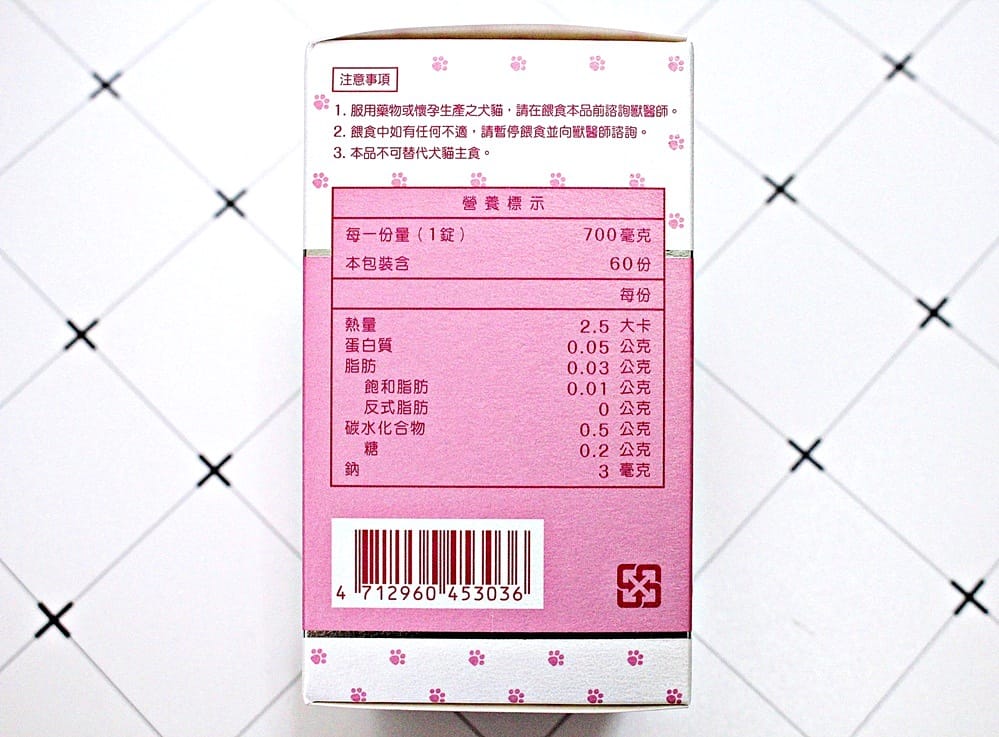 注意事項
1. 服用藥物或懷孕生產之犬貓，請在餵食本品前諮詢獸醫師。
2. 餵食中如有任何不適，請暫停餵食並向獸醫師諮詢。
3. 本品不可替代犬貓主食。
營養標示
每一份量（1錠） 700毫克
本包裝含 60份
每份
熱量 2.5 大卡
蛋白質 0.05 公克
脂肪 0.03 公克
飽和脂肪 0.01 公克
反式脂肪 0 公克
碳水化合物 0.5 公克
糖 0.2 公克
鈉 3 毫克
4 712960 453036